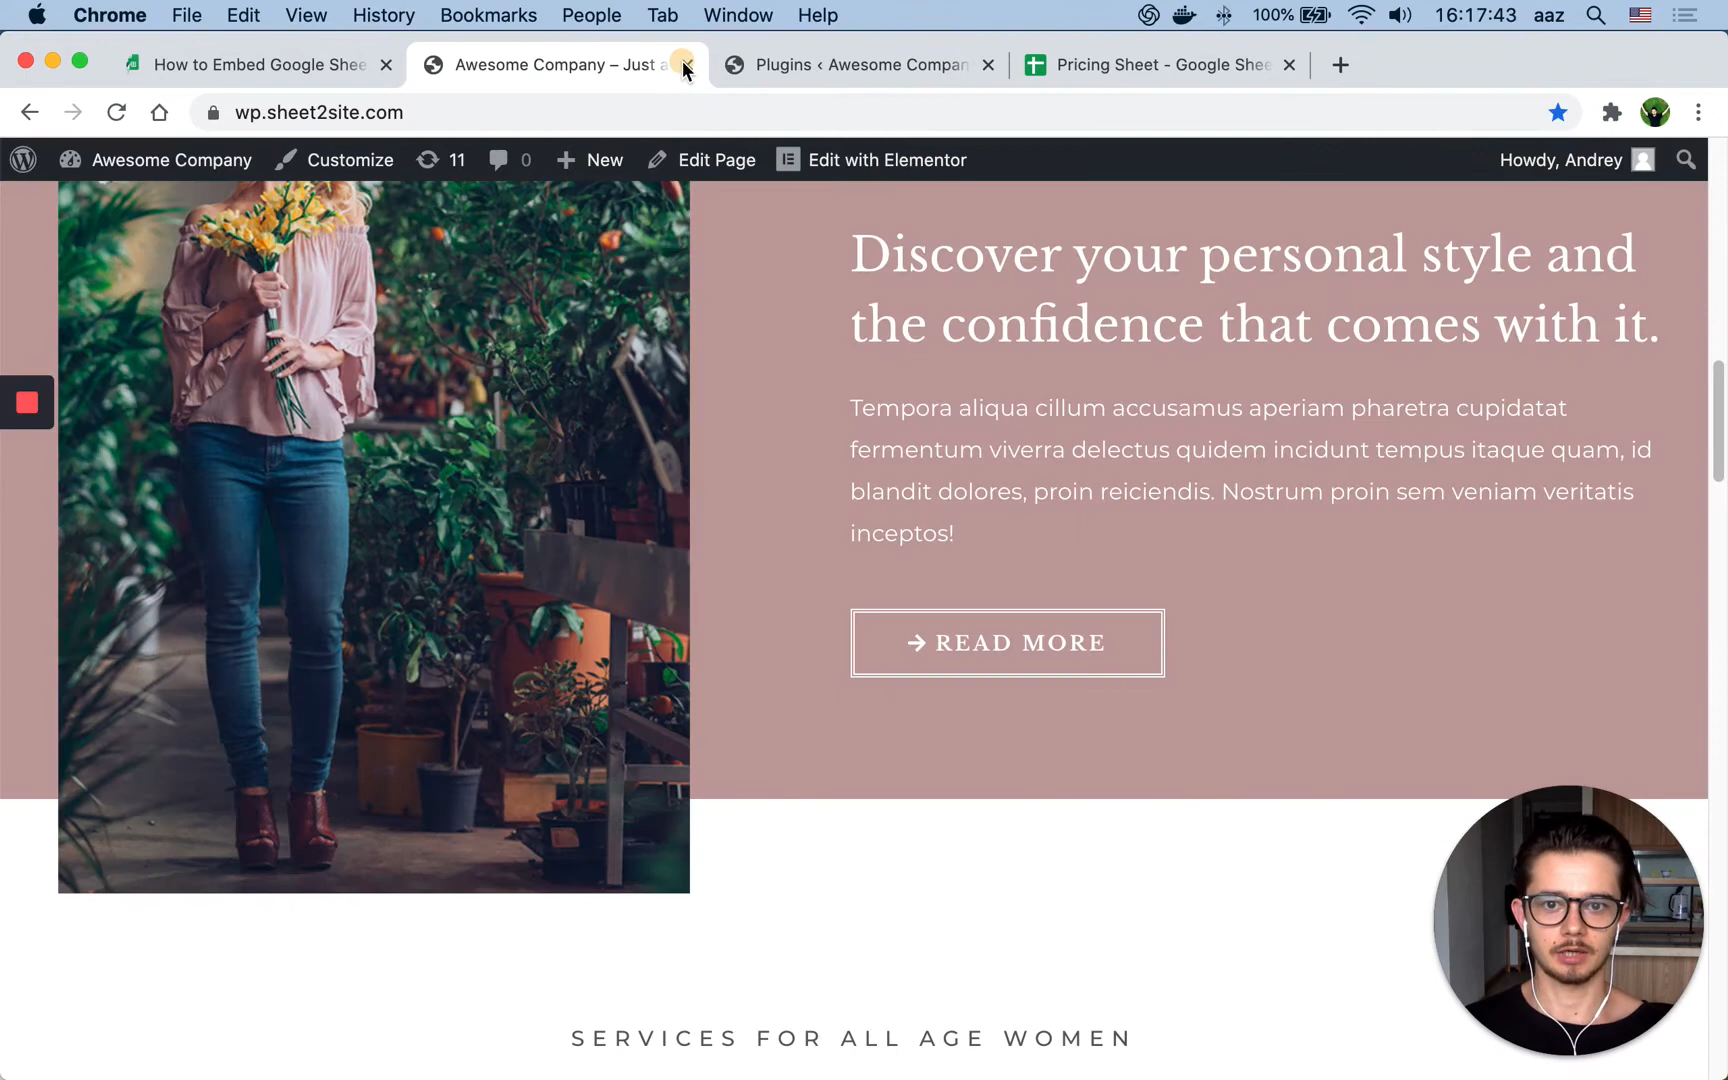 Chrome File Edit View History Bookmarks People Tab Window Help 100% 16:17:43 aaz
How to Embed Google Shee Awesome Company – Just a Plugins ‹ Awesome Compan Pricing Sheet - Google Shee
wp.sheet2site.com
Awesome Company Customize 11 0 New Edit Page Edit with Elementor Howdy, Andrey
Discover your personal style and
the confidence that comes with it.
Tempora aliqua cillum accusamus aperiam pharetra cupidatat
fermentum viverra delectus quidem incidunt tempus itaque quam, id
blandit dolores, proin reiciendis. Nostrum proin sem veniam veritatis
inceptos!
→ READ MORE
SERVICES FOR ALL AGE WOMEN